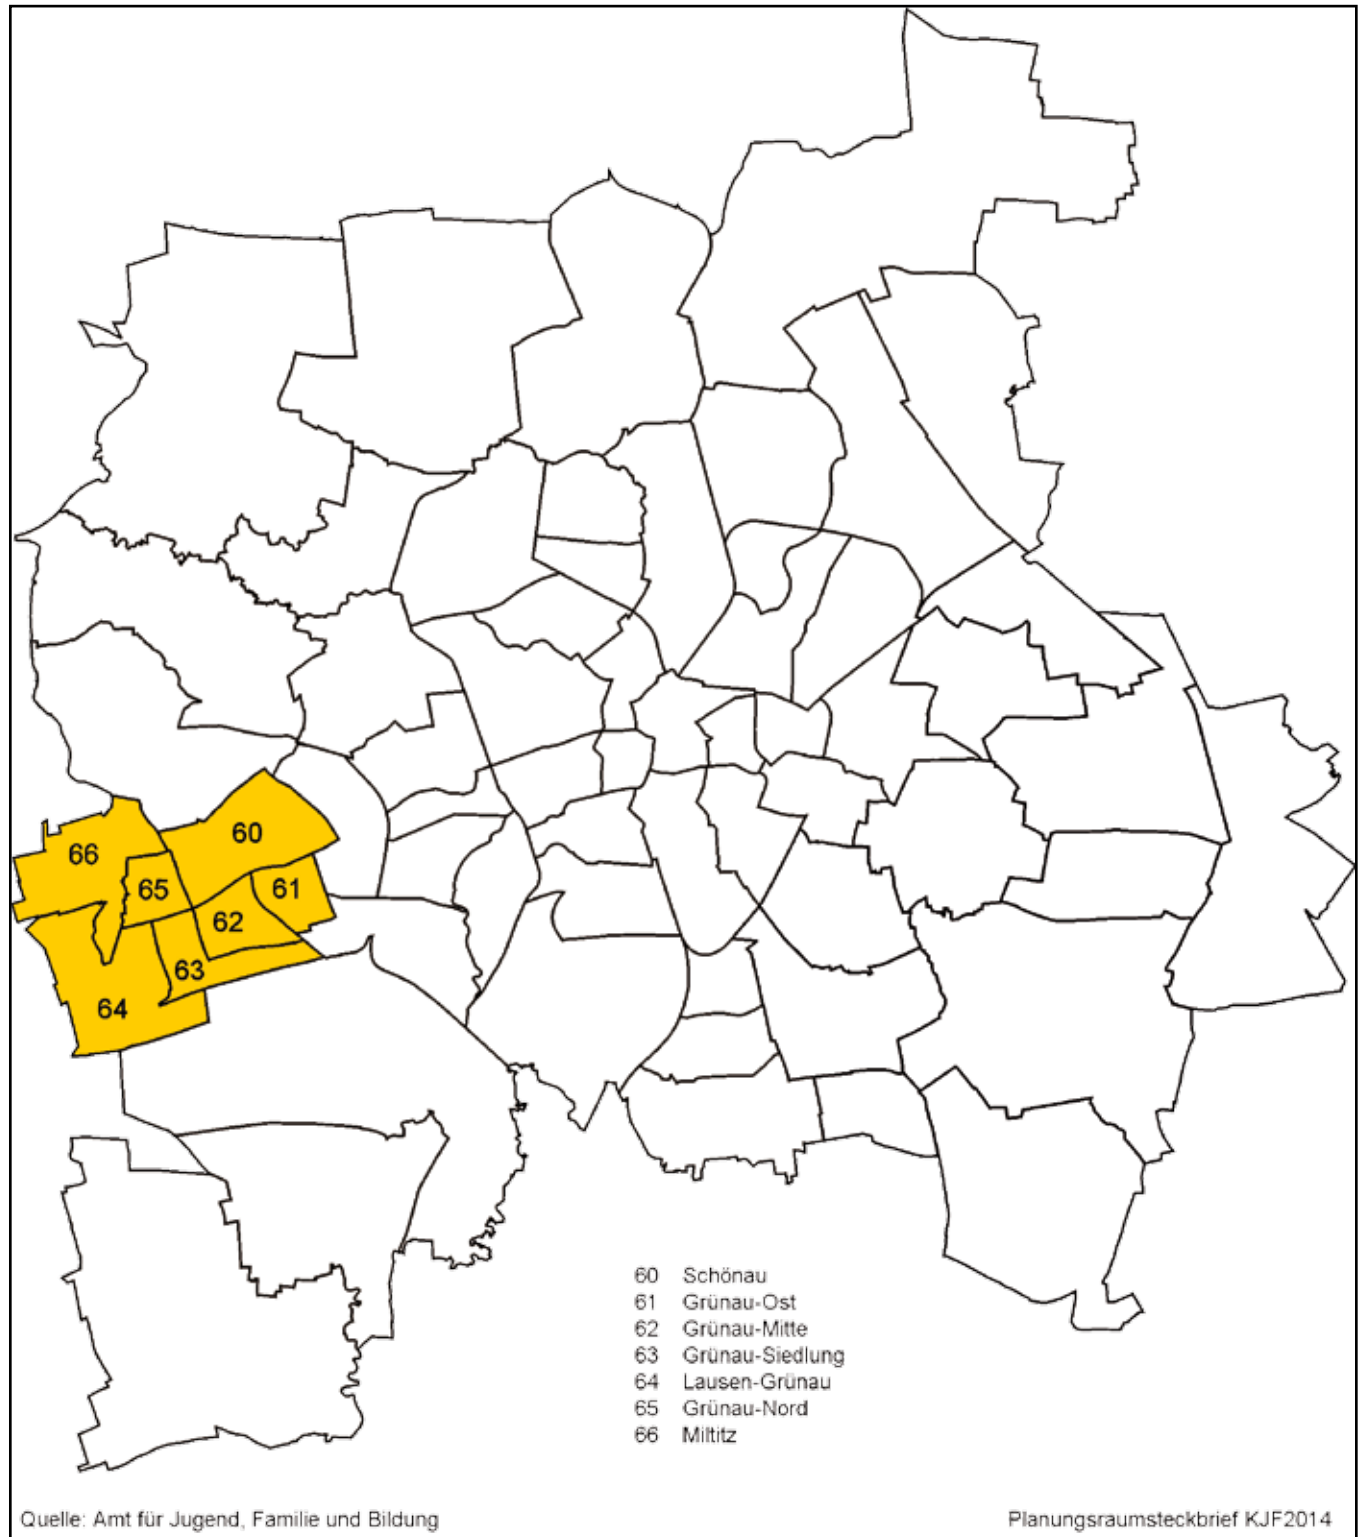 60
66
65
61
62
63
64
60 Schönau
61 Grünau-Ost
62 Grünau-Mitte
63 Grünau-Siedlung
64 Lausen-Grünau
65 Grünau-Nord
66 Miltitz
Quelle: Amt für Jugend, Familie und Bildung
Planungsraumsteckbrief KJF2014